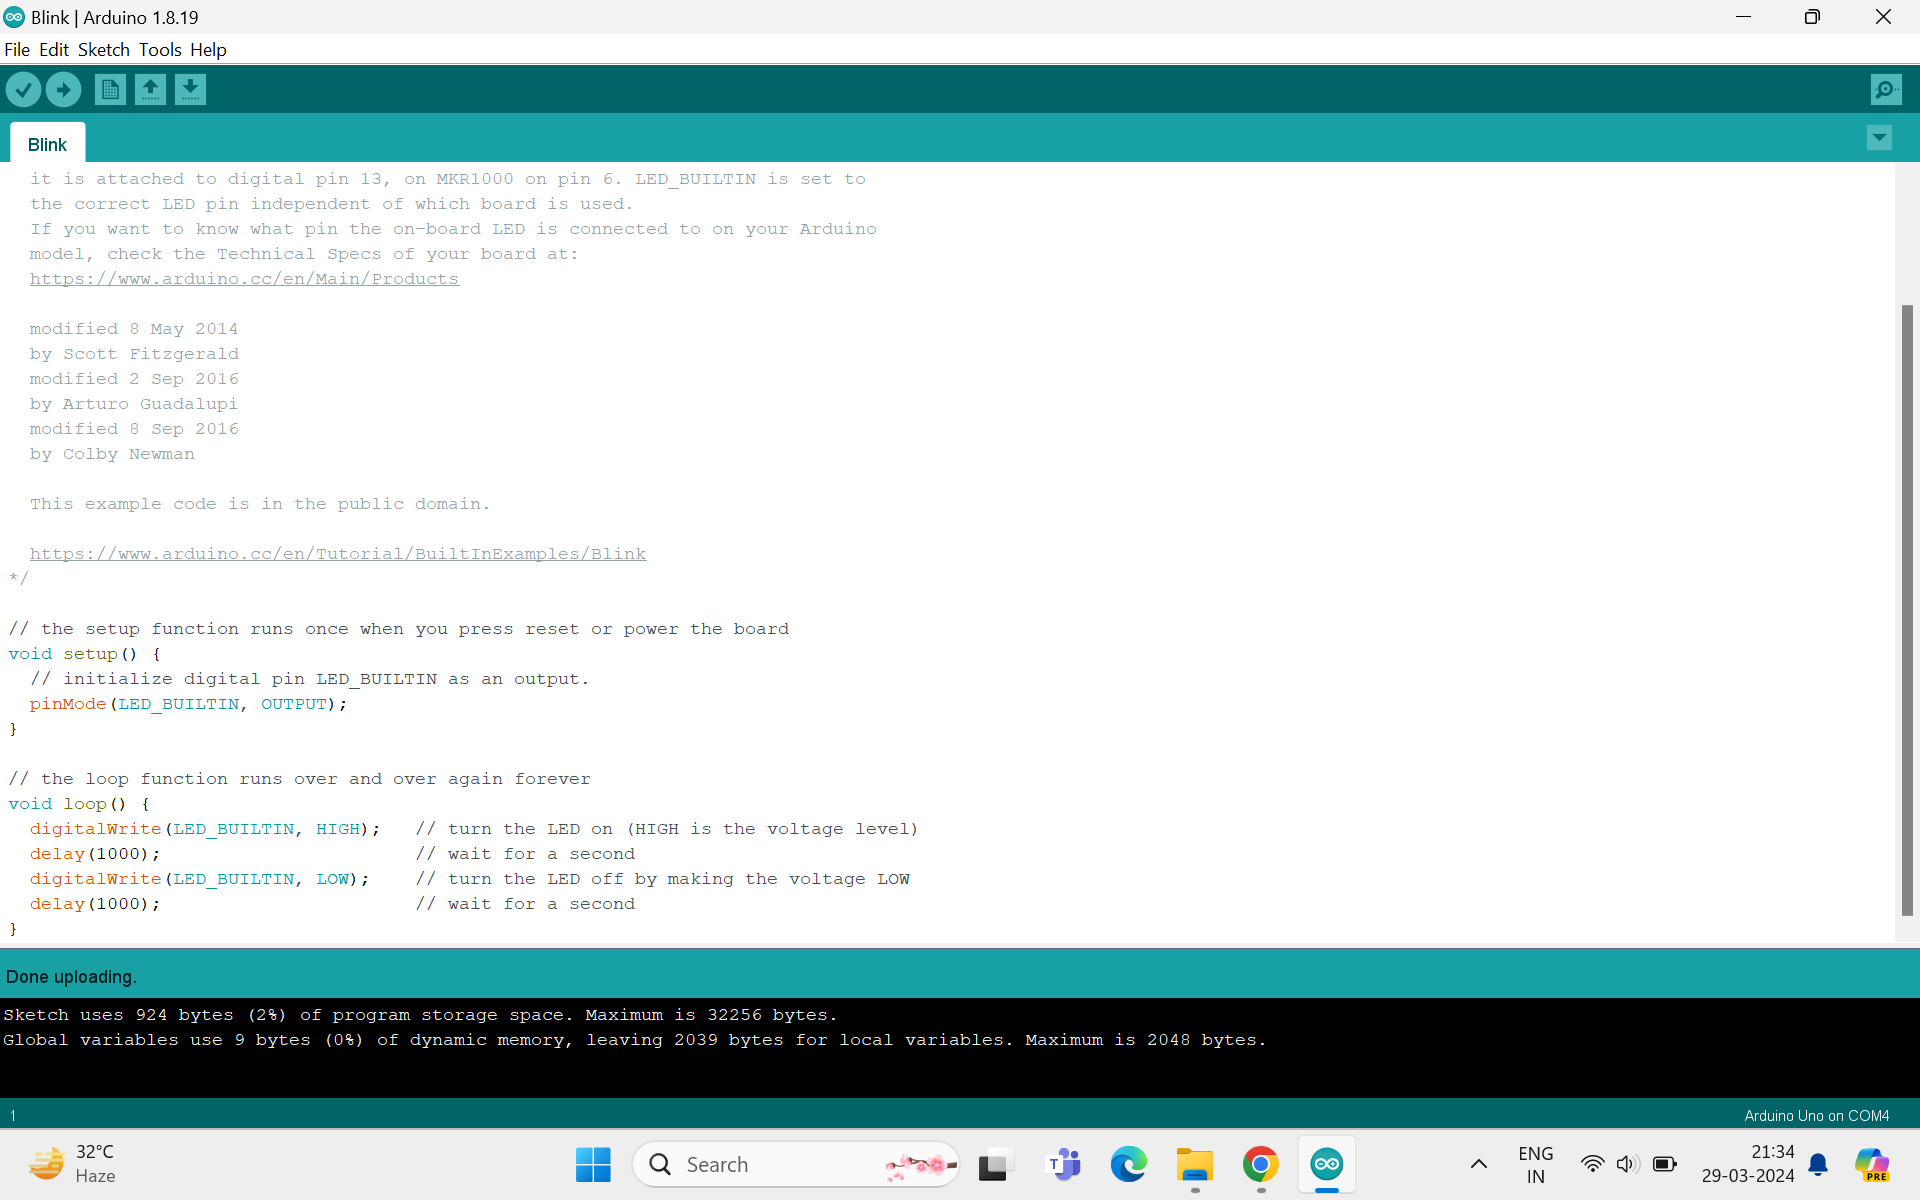 Blink | Arduino 1.8.19
File Edit Sketch Tools Help
Blink
it is attached to digital pin 13, on MKR1000 on pin 6. LED_BUILTIN is set to
the correct LED pin independent of which board is used.
If you want to know what pin the on-board LED is connected to on your Arduino
model, check the Technical Specs of your board at:
https://www.arduino.cc/en/Main/Products
modified 8 May 2014
by Scott Fitzgerald
modified 2 Sep 2016
by Arturo Guadalupi
modified 8 Sep 2016
by Colby Newman
This example code is in the public domain.
https://www.arduino.cc/en/Tutorial/BuiltInExamples/Blink
*/
// the setup function runs once when you press reset or power the board
void setup() {
  // initialize digital pin LED_BUILTIN as an output.
  pinMode(LED_BUILTIN, OUTPUT);
}
// the loop function runs over and over again forever
void loop() {
  digitalWrite(LED_BUILTIN, HIGH);   // turn the LED on (HIGH is the voltage level)
  delay(1000);                       // wait for a second
  digitalWrite(LED_BUILTIN, LOW);    // turn the LED off by making the voltage LOW
  delay(1000);                       // wait for a second
}
Done uploading.
Sketch uses 924 bytes (2%) of program storage space. Maximum is 32256 bytes.
Global variables use 9 bytes (0%) of dynamic memory, leaving 2039 bytes for local variables. Maximum is 2048 bytes.
1
Arduino Uno on COM4
32°C
Haze
Search
T
ENG
IN
21:34
29-03-2024
PRE